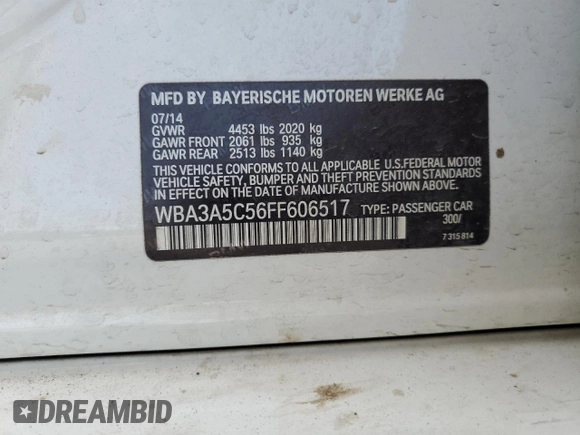 MFD BY BAYERISCHE MOTOREN WERKE AG
07/14
GVWR 4453 lbs 2020 kg
GAWR FRONT 2061 lbs 935 kg
GAWR REAR 2513 lbs 1140 kg
THIS VEHICLE CONFORMS TO ALL APPLICABLE U.S. FEDERAL MOTOR
VEHICLE SAFETY, BUMPER AND THEFT PREVENTION STANDARDS IN
EFFECT ON THE DATE OF MANUFACTURE SHOWN ABOVE.
WBA3A5C56FF606517 TYPE: PASSENGER CAR
300/
7 315 814
DREAMBID